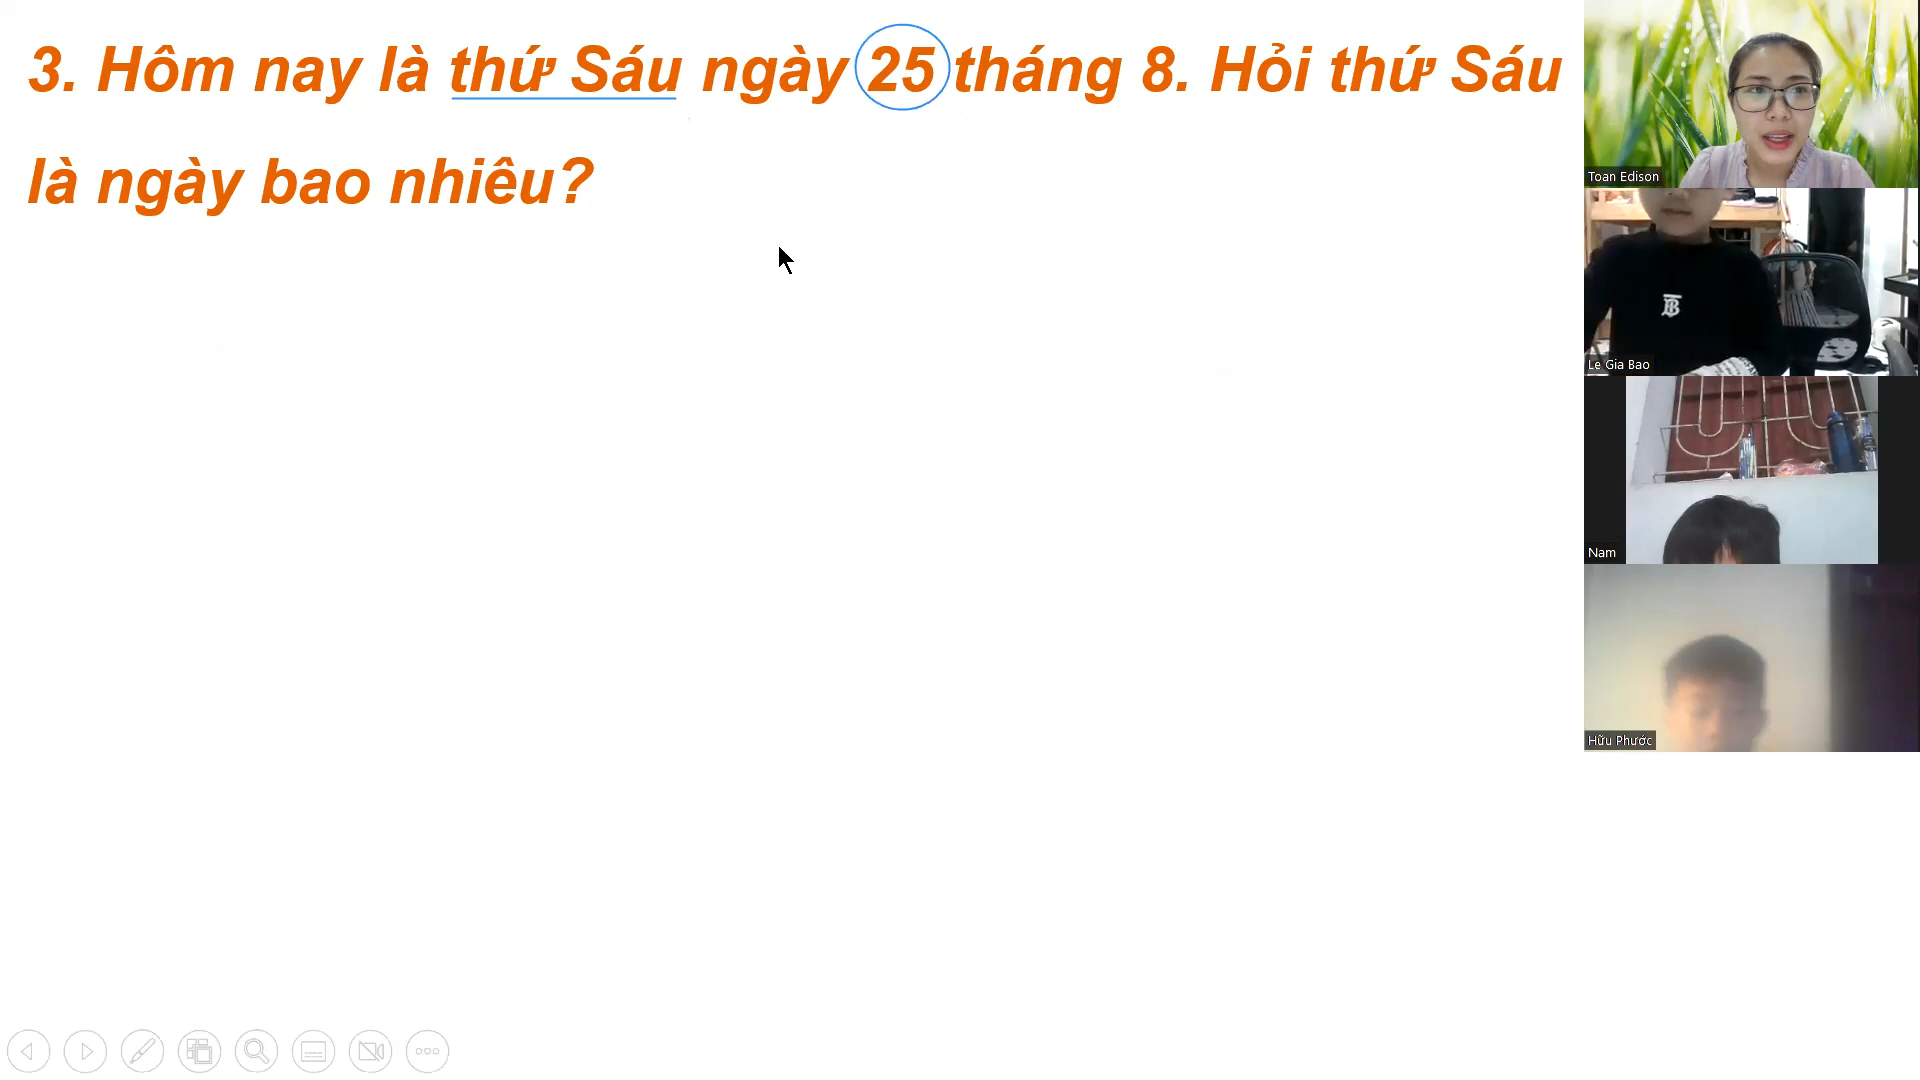 3. Hôm nay là thứ Sáu ngày 25 tháng 8. Hỏi thứ Sáu
là ngày bao nhiêu?
Toan Edison
Le Gia Bao
Nam
Hữu Phước